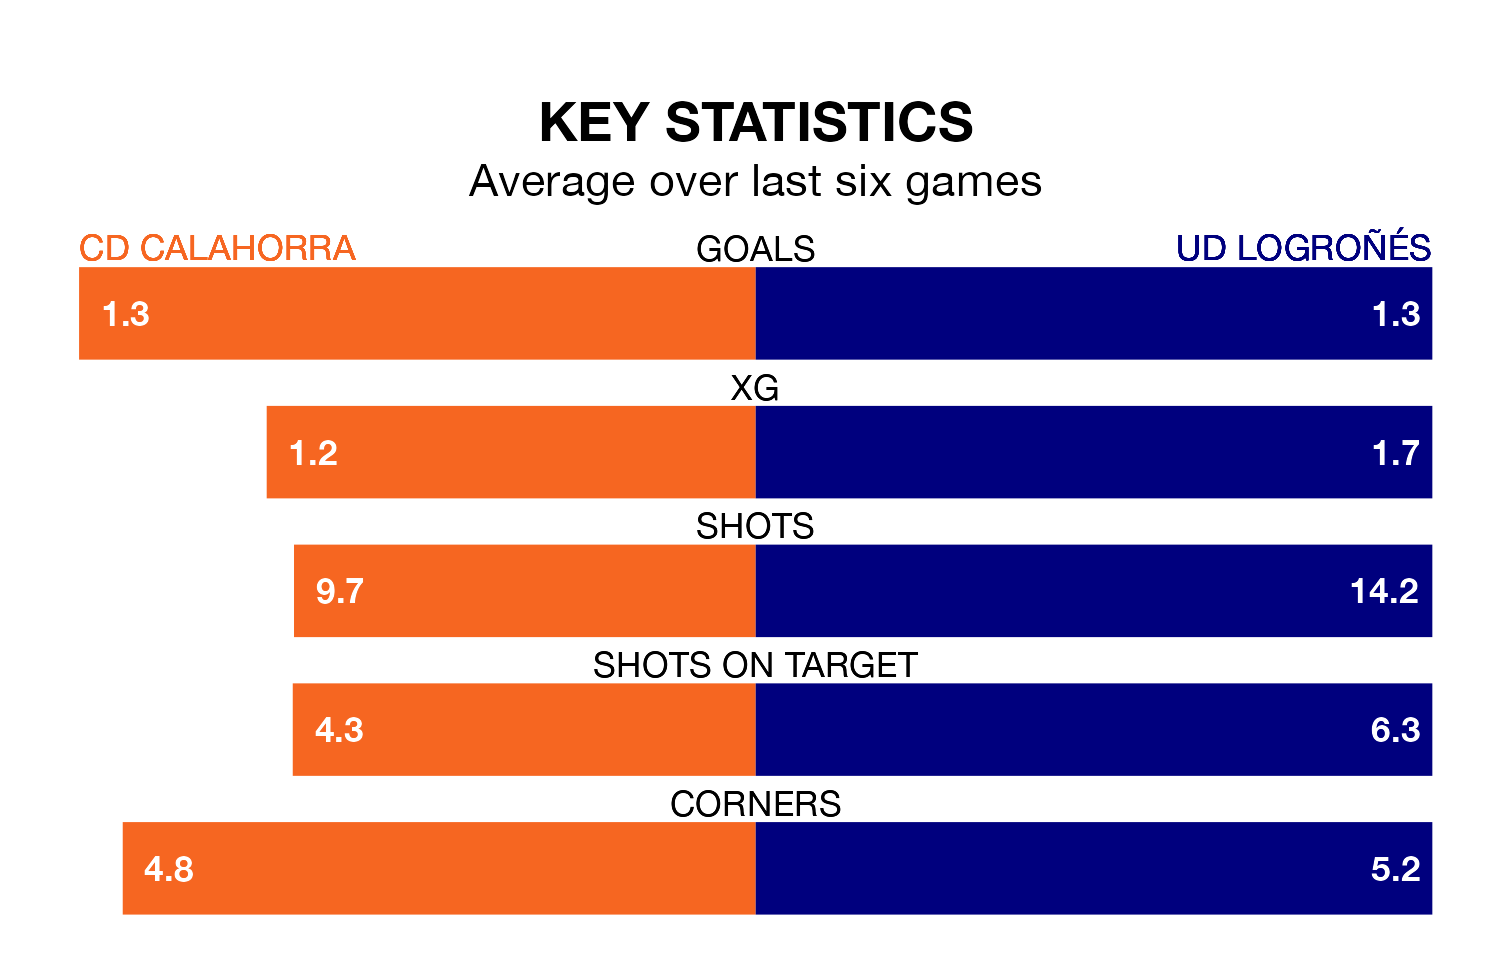 KEY STATISTICS
Average over last six games
CD CALAHORRA GOALS UD LOGROÑÉS
1.3 1.3
XG
1.2 1.7
SHOTS
9.7 14.2
SHOTS ON TARGET
4.3 6.3
CORNERS
4.8 5.2